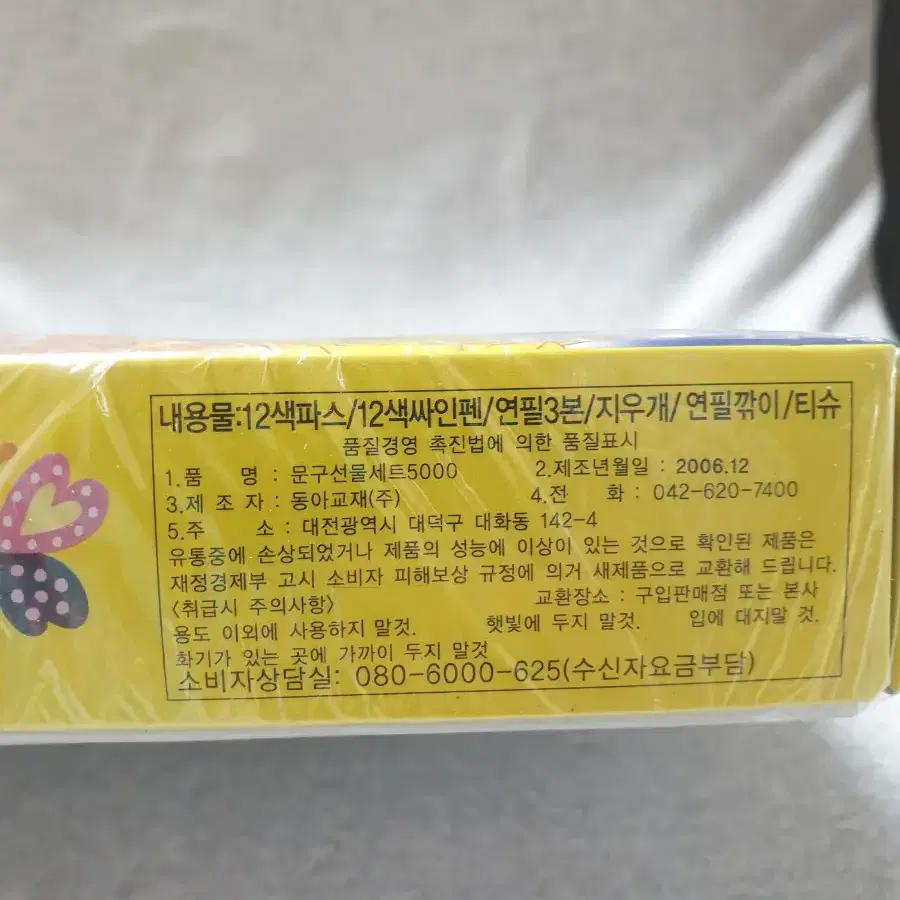 내용물:12색파스/12색싸인펜/연필3본/지우개/연필깎이/티슈
품질경영 촉진법에 의한 품질표시
1.품 명 : 문구선물세트5000 2.제조년월일 : 2006.12
3.제 조 자 : 동아교재(주) 4.전 화 : 042-620-7400
5.주 소 : 대전광역시 대덕구 대화동 142-4
유통중에 손상되었거나 제품의 성능에 이상이 있는 것으로 확인된 제품은
재정경제부 고시 소비자 피해보상 규정에 의거 새제품으로 교환해 드립니다.
<취급시 주의사항> 교환장소 : 구입판매점 또는 본사
용도 이외에 사용하지 말것. 햇빛에 두지 말것. 입에 대지말 것.
화기가 있는 곳에 가까이 두지 말것
소비자상담실: 080-6000-625(수신자요금부담)